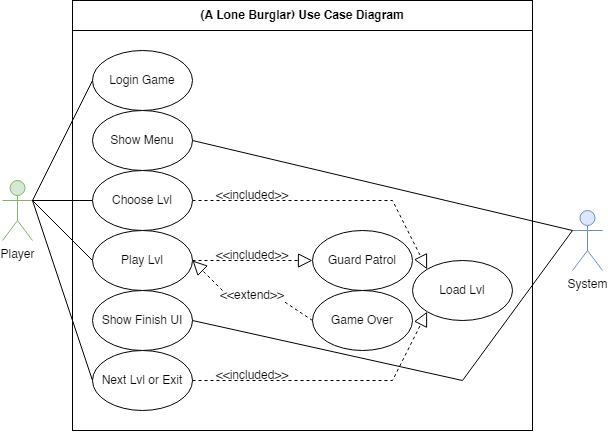 (A Lone Burglar) Use Case Diagram
Login Game
Show Menu
Choose Lvl
<<included>>
Player
Play Lvl
<<included>>
Guard Patrol
<<extend>>
Load Lvl
System
Show Finish UI
Game Over
Next Lvl or Exit
<<included>>